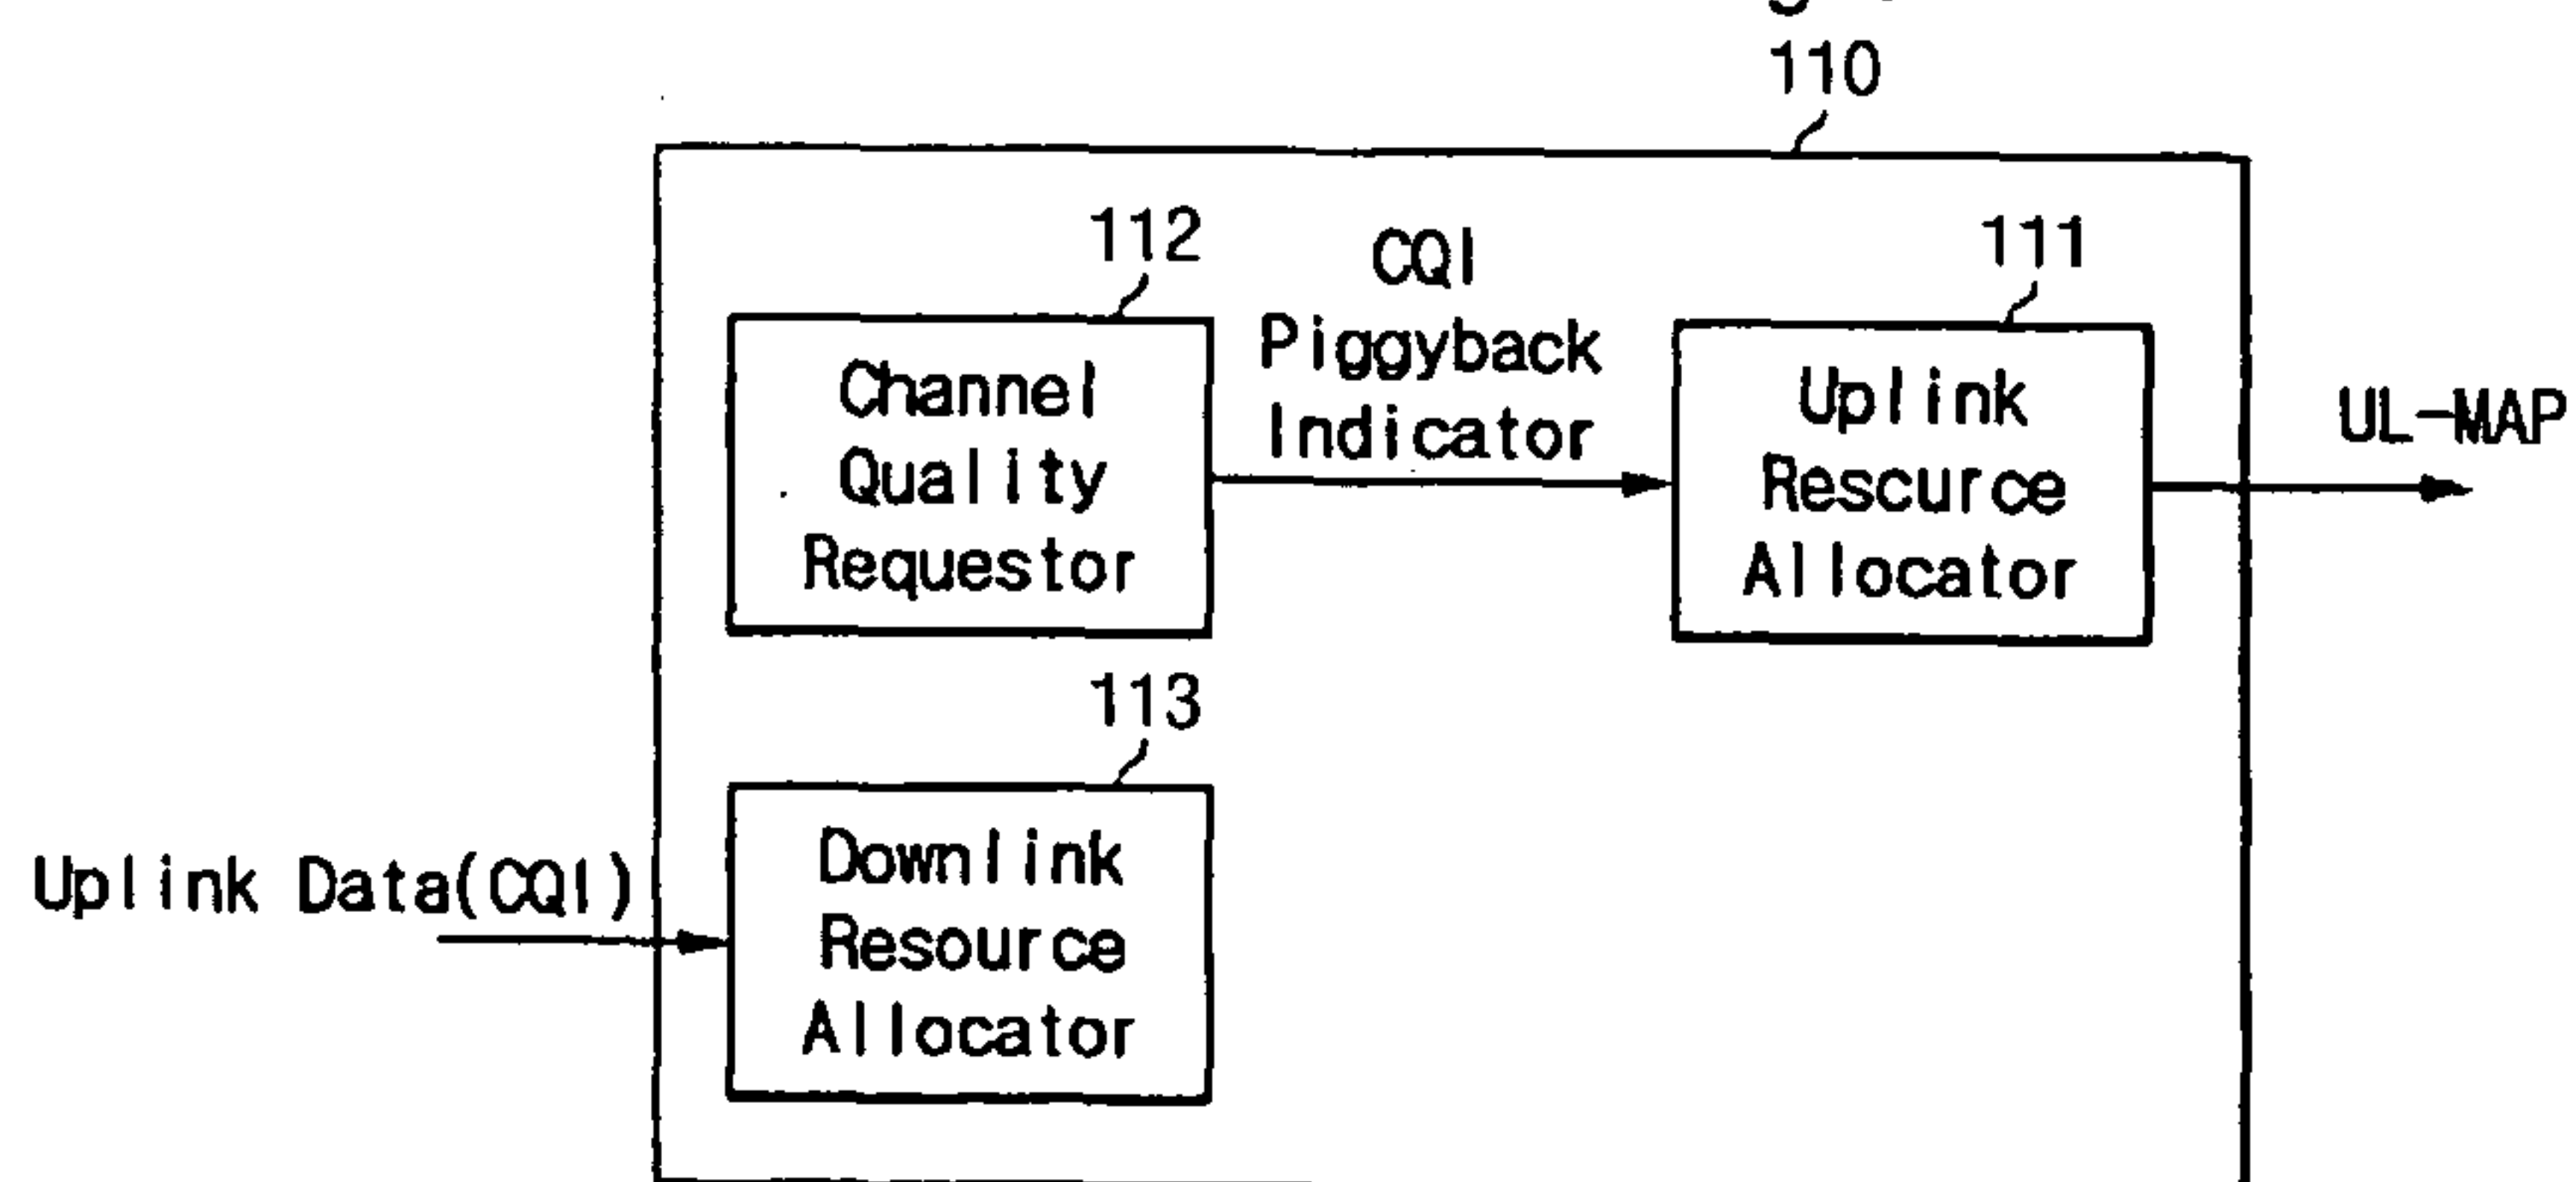 110
112
CQI
Piggyback
Indicator
111
Channel
Quality
Requestor
Uplink
Rescurce
Allocator
UL-MAP
113
Downlink
Resource
Allocator
Uplink Data(CQI)